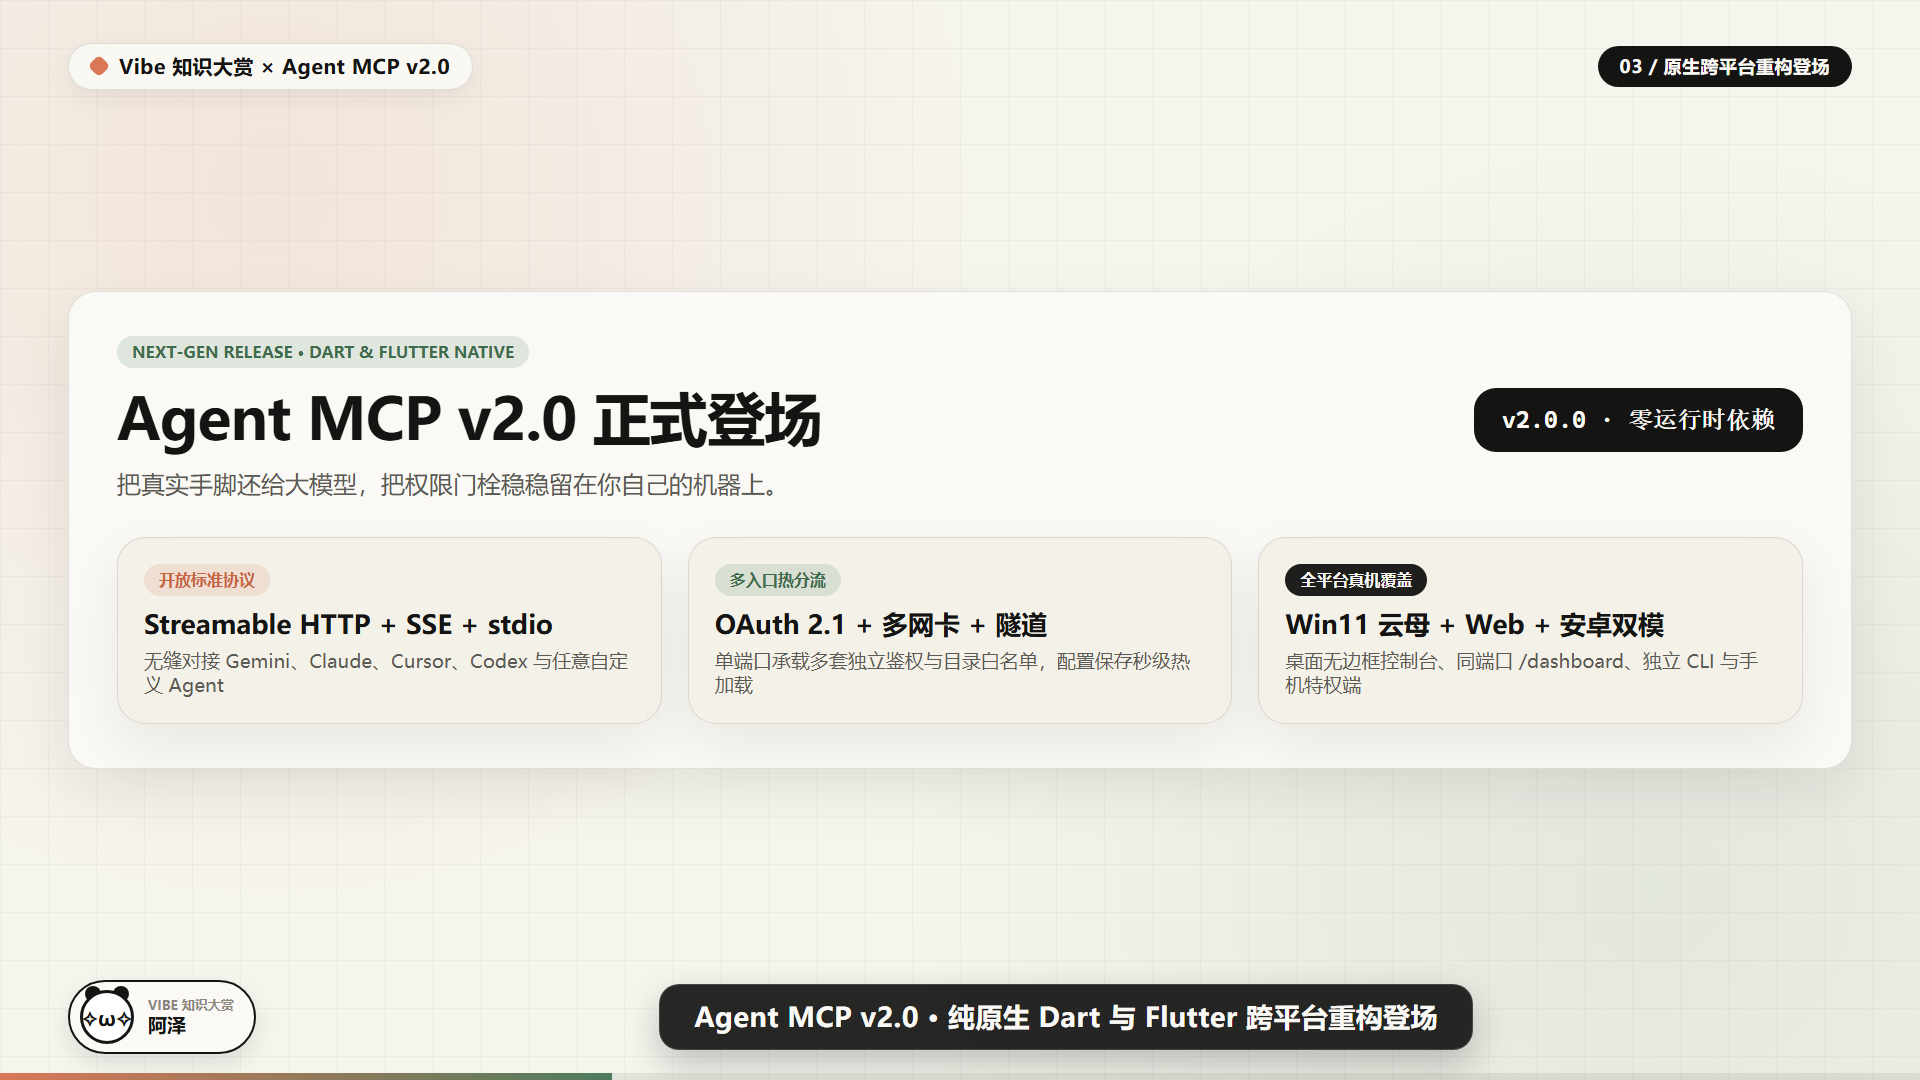 Vibe 知识大赏 × Agent MCP v2.0
03 / 原生跨平台重构登场
NEXT-GEN RELEASE • DART & FLUTTER NATIVE
Agent MCP v2.0 正式登场
v2.0.0 · 零运行时依赖
把真实手脚还给大模型，把权限门栓稳稳留在你自己的机器上。
开放标准协议
Streamable HTTP + SSE + stdio
无缝对接 Gemini、Claude、Cursor、Codex 与任意自定
义 Agent
多入口热分流
OAuth 2.1 + 多网卡 + 隧道
单端口承载多套独立鉴权与目录白名单，配置保存秒级热
加载
全平台真机覆盖
Win11 云母 + Web + 安卓双模
桌面无边框控制台、同端口 /dashboard、独立 CLI 与手
机特权端
✧ω✧
VIBE 知识大赏
阿泽
Agent MCP v2.0 • 纯原生 Dart 与 Flutter 跨平台重构登场